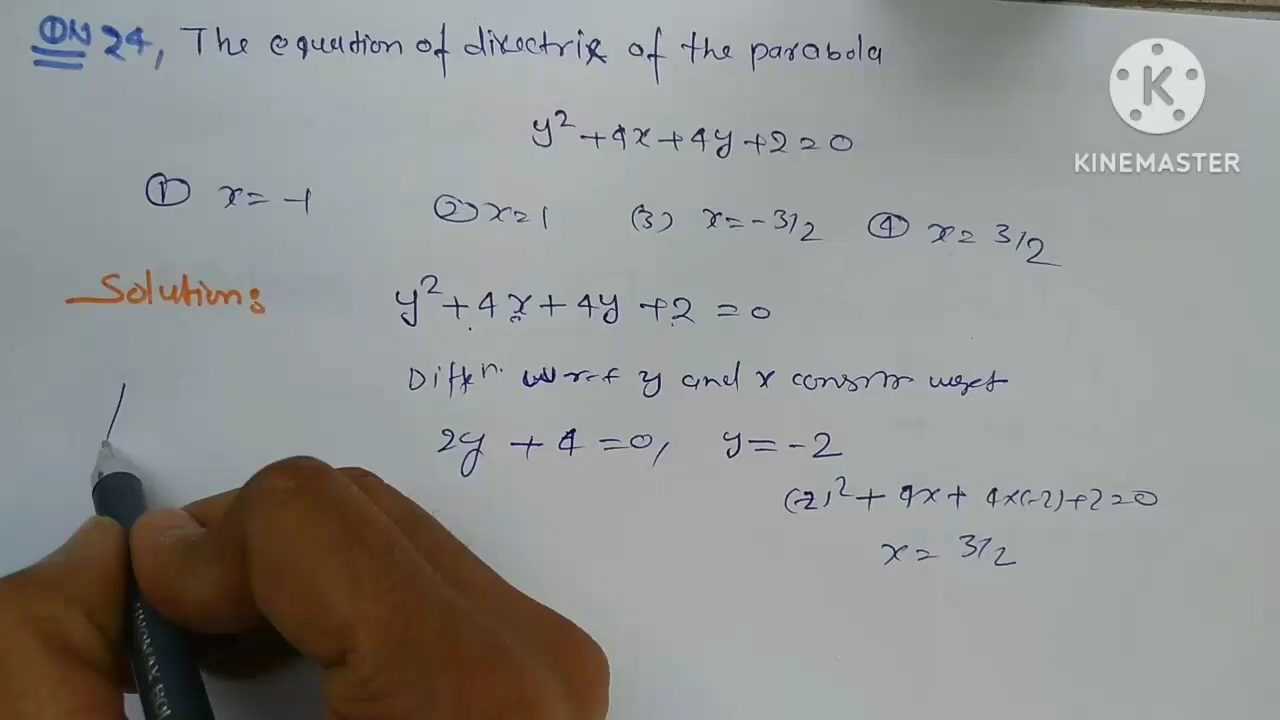 QN 24, The equation of directrix of the parabola
y² + 4x + 4y + 2 = 0
① x = -1 ② x = 1 (3) x = -3/2 ④ x = 3/2
KINEMASTER
Solution:
y² + 4x + 4y + 2 = 0
Diffn. w.r.t y and x
2y + 4 = 0, y = -2
(-2)² + 4x + 4x(-2) + 2 = 0
x = 3/2